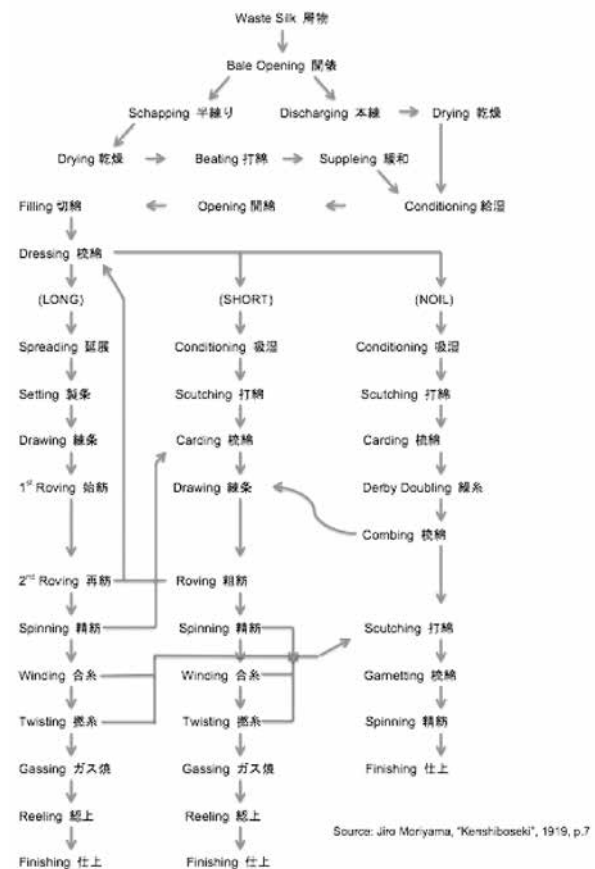 Waste Silk 屑物
Bale Opening 開俵
Schapping 半練り Discharging 本練 Drying 乾燥
Drying 乾燥 Beating 打綿 Suppleing 緩和
Filling 切綿 Opening 開綿 Conditioning 給湿
Dressing 梳綿
(LONG) (SHORT) (NOIL)
Spreading 延展 Conditioning 吸湿 Conditioning 吸湿
Setting 製条 Scutching 打綿 Scutching 打綿
Drawing 練条 Carding 梳綿 Carding 梳綿
1st Roving 始紡 Drawing 練条 Derby Doubling 繰糸
Combing 梳綿
2nd Roving 再紡 Roving 粗紡
Spinning 精紡 Spinning 精紡 Scutching 打綿
Winding 合糸 Winding 合糸 Garnetting 梳綿
Twisting 撚糸 Twisting 撚糸 Spinning 精紡
Gassing ガス焼 Gassing ガス焼 Finishing 仕上
Reeling 綛上 Reeling 綛上
Source: Jiro Moriyama, "Kenshiboseki", 1919, p.7
Finishing 仕上 Finishing 仕上